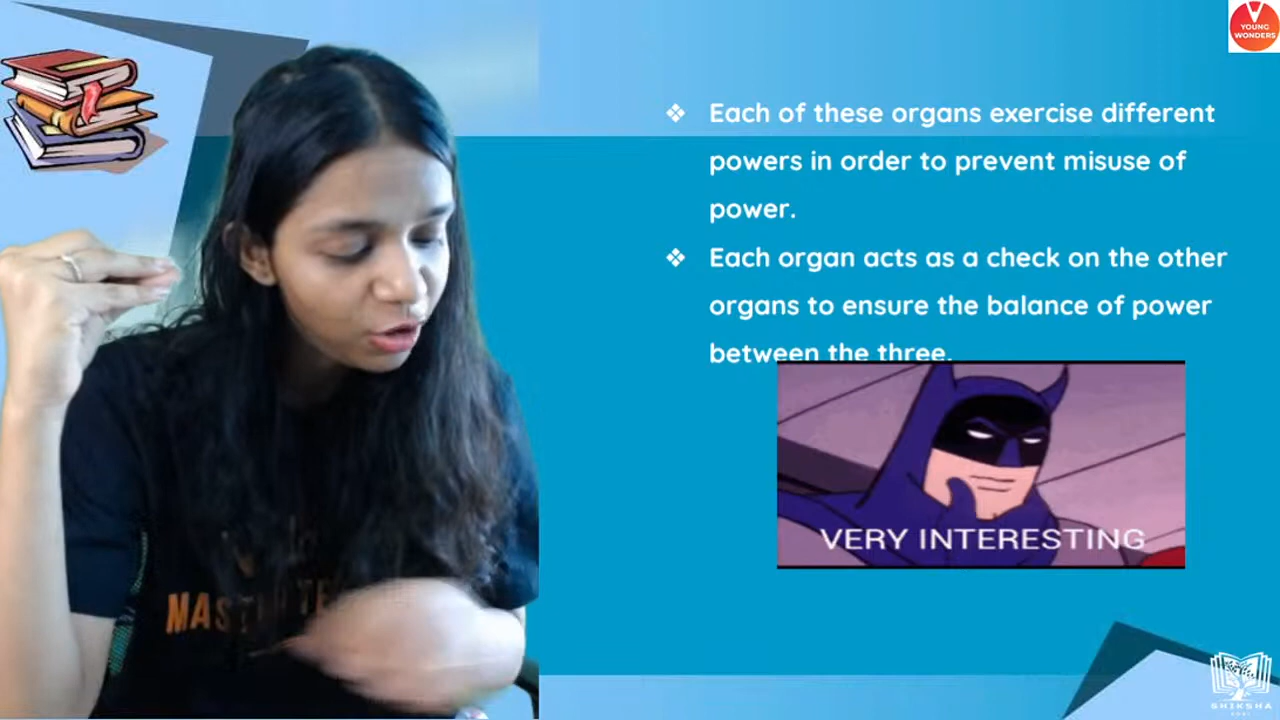 YOUNG
WONDERS
❖ Each of these organs exercise different
powers in order to prevent misuse of
power.
❖ Each organ acts as a check on the other
organs to ensure the balance of power
between the three.
VERY INTERESTING
SHIKSHA